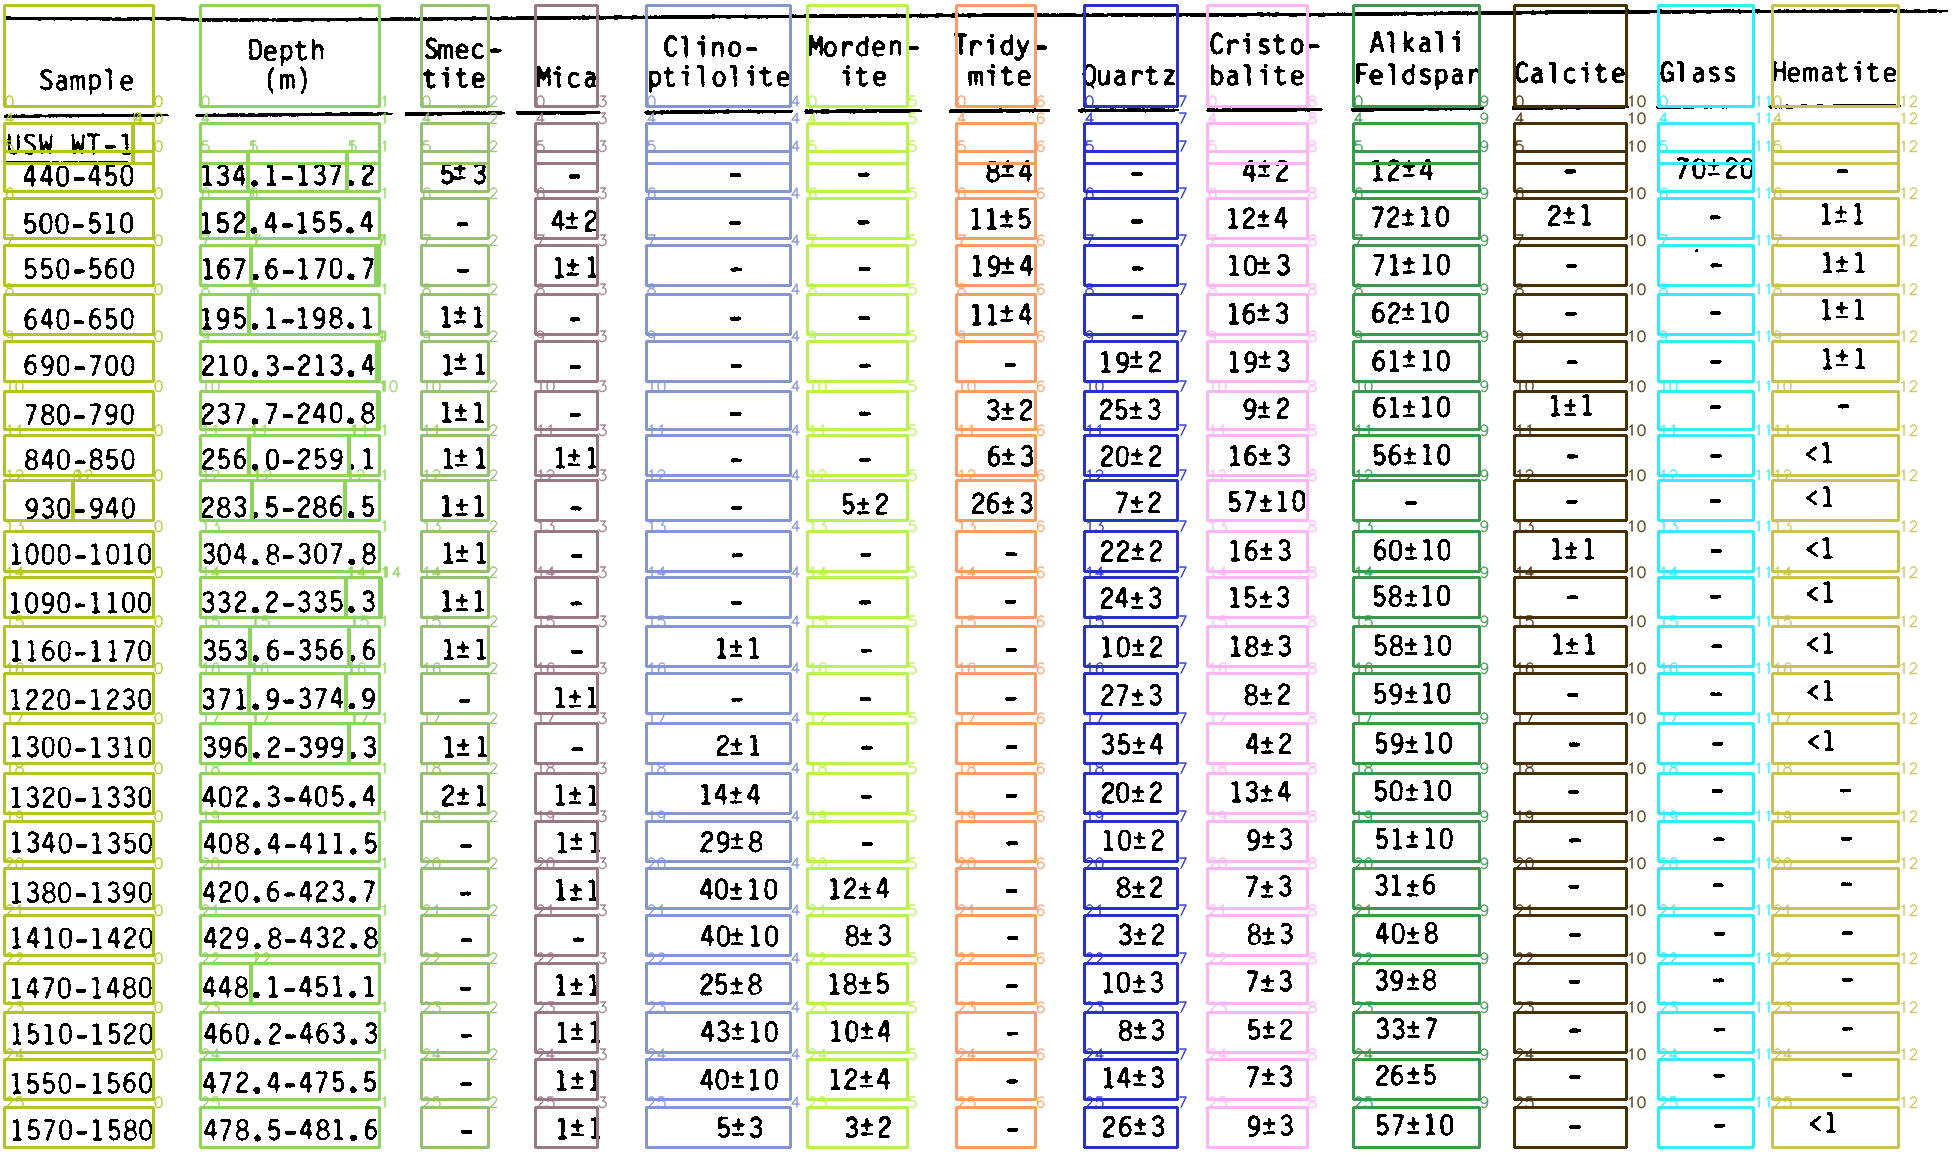 Sample Depth (m) Smec-tite Mica Clino-ptilolite Morden-ite Tridy-mite Quartz Cristo-balite Alkali Feldspar Calcite Glass Hematite
USW WT-1
440-450 134.1-137.2 5±3 - - - 8±4 - 4±2 12±4 - 70±20 -
500-510 152.4-155.4 - 4±2 - - 11±5 - 12±4 72±10 2±1 - 1±1
550-560 167.6-170.7 - 1±1 - - 19±4 - 10±3 71±10 - - 1±1
640-650 195.1-198.1 1±1 - - - 11±4 - 16±3 62±10 - - 1±1
690-700 210.3-213.4 1±1 - - - - 19±2 19±3 61±10 - - 1±1
780-790 237.7-240.8 1±1 - - - 3±2 25±3 9±2 61±10 1±1 - -
840-850 256.0-259.1 1±1 1±1 - - 6±3 20±2 16±3 56±10 - - <1
930-940 283.5-286.5 1±1 - - 5±2 26±3 7±2 57±10 - - - <1
1000-1010 304.8-307.8 1±1 - - - - 22±2 16±3 60±10 1±1 - <1
1090-1100 332.2-335.3 1±1 - - - - 24±3 15±3 58±10 - - <1
1160-1170 353.6-356.6 1±1 - 1±1 - - 10±2 18±3 58±10 1±1 - <1
1220-1230 371.9-374.9 - 1±1 - - - 27±3 8±2 59±10 - - <1
1300-1310 396.2-399.3 1±1 - 2±1 - - 35±4 4±2 59±10 - - <1
1320-1330 402.3-405.4 2±1 1±1 14±4 - - 20±2 13±4 50±10 - - -
1340-1350 408.4-411.5 - 1±1 29±8 - - 10±2 9±3 51±10 - - -
1380-1390 420.6-423.7 - 1±1 40±10 12±4 - 8±2 7±3 31±6 - - -
1410-1420 429.8-432.8 - - 40±10 8±3 - 3±2 8±3 40±8 - - -
1470-1480 448.1-451.1 - 1±1 25±8 18±5 - 10±3 7±3 39±8 - - -
1510-1520 460.2-463.3 - 1±1 43±10 10±4 - 8±3 5±2 33±7 - - -
1550-1560 472.4-475.5 - 1±1 40±10 12±4 - 14±3 7±3 26±5 - - -
1570-1580 478.5-481.6 - 1±1 5±3 3±2 - 26±3 9±3 57±10 - - <1